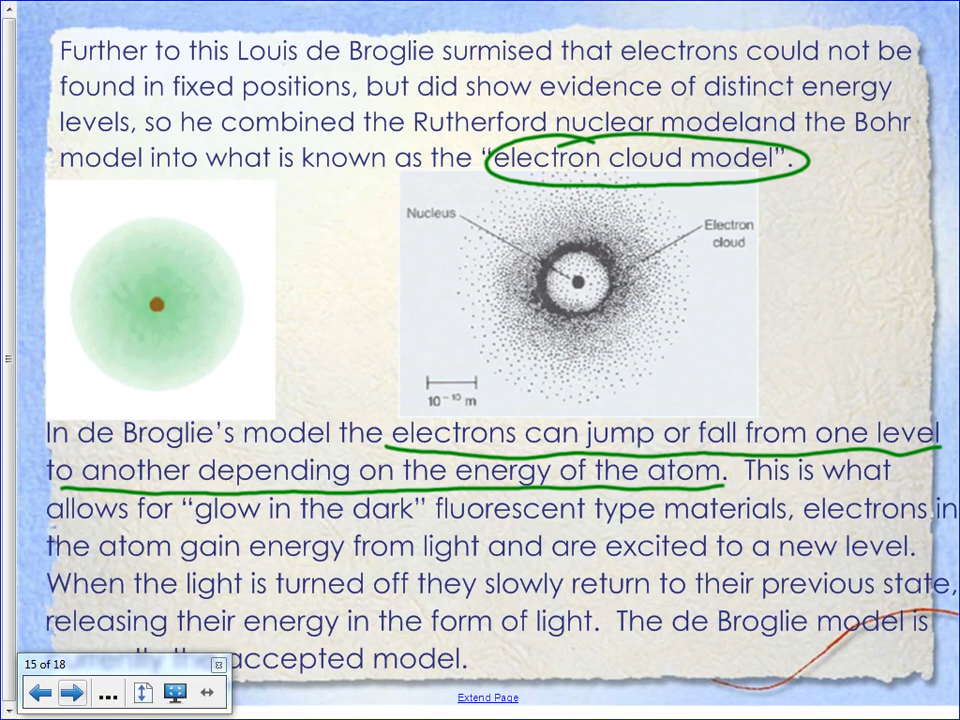 Further to this Louis de Broglie surmised that electrons could not be
found in fixed positions, but did show evidence of distinct energy
levels, so he combined the Rutherford nuclear modeland the Bohr
model into what is known as the “electron cloud model”.
Nucleus
Electron
cloud
10⁻¹⁰ m
In de Broglie’s model the electrons can jump or fall from one level
to another depending on the energy of the atom. This is what
allows for “glow in the dark” fluorescent type materials, electrons in
the atom gain energy from light and are excited to a new level.
When the light is turned off they slowly return to their previous state,
releasing their energy in the form of light. The de Broglie model is
accepted model.
15 of 18
...
Extend Page